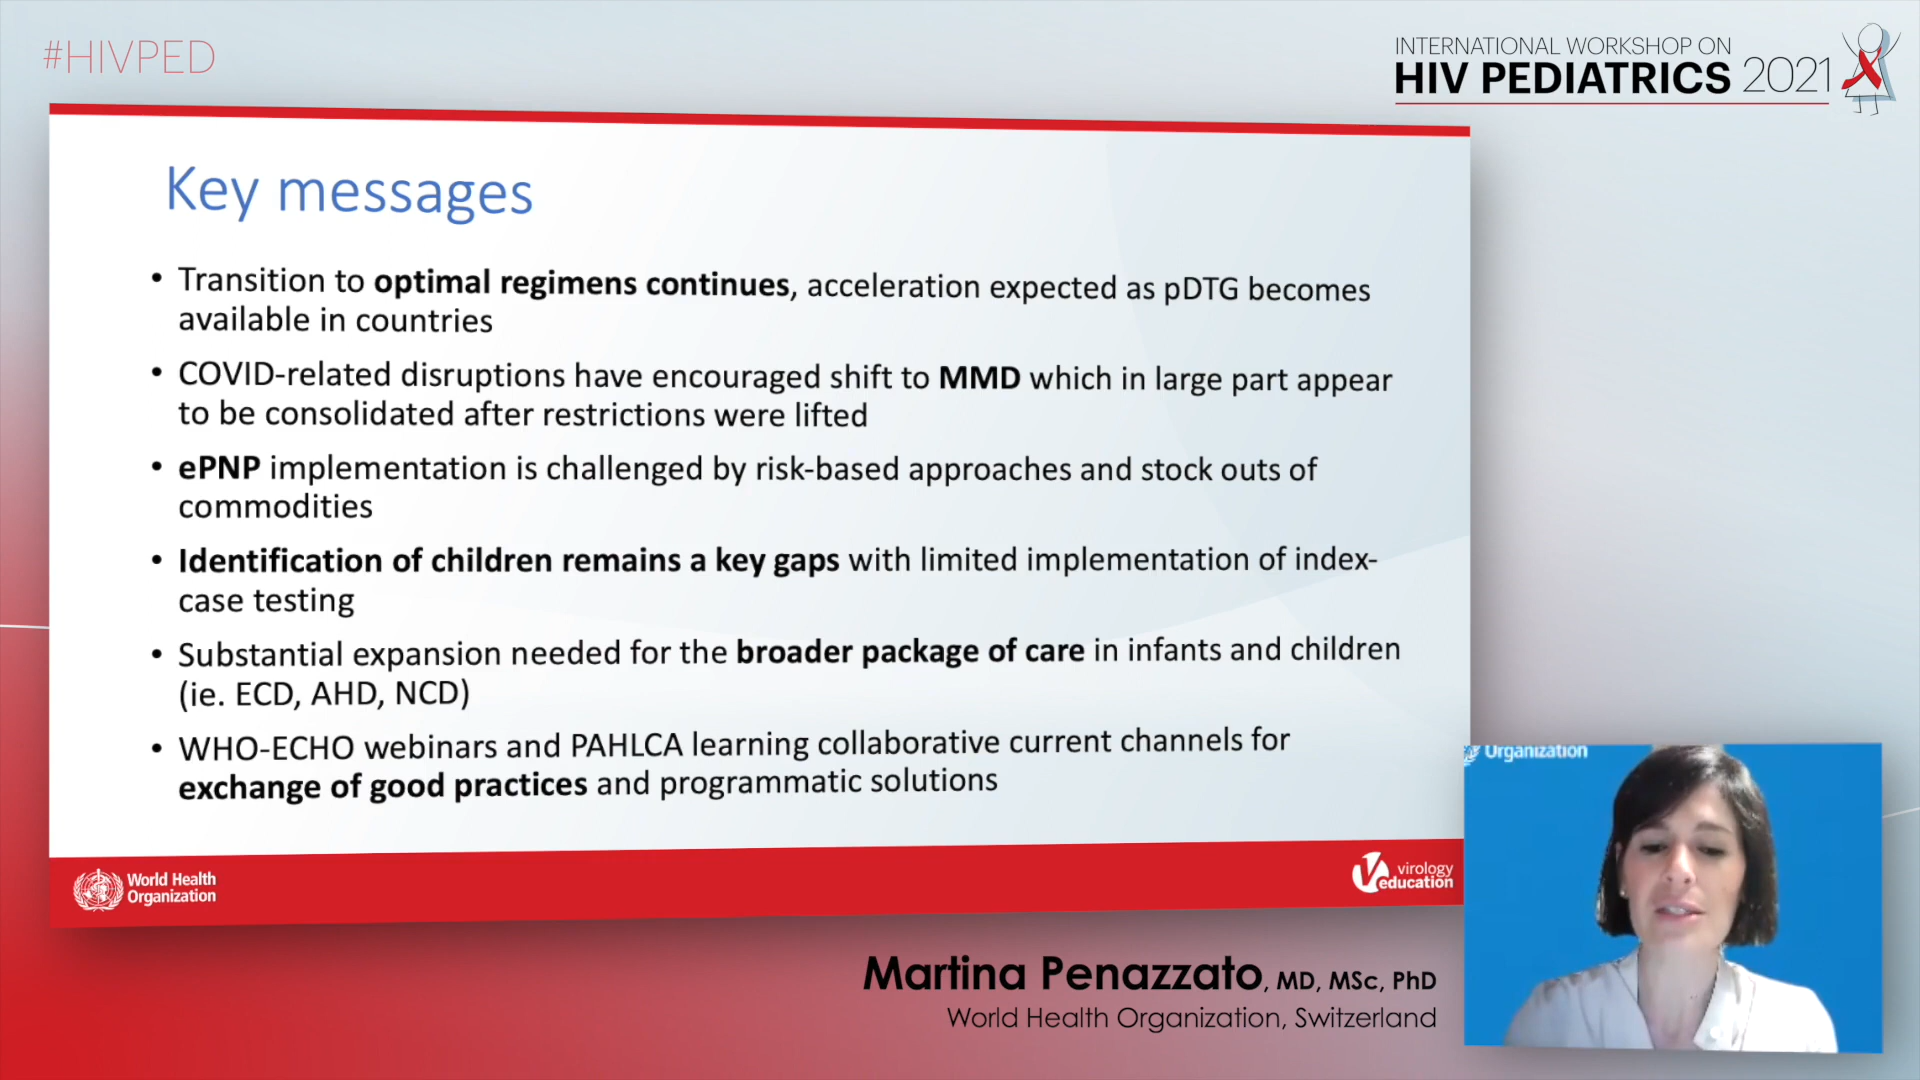 #HIVPED
INTERNATIONAL WORKSHOP ON
HIV PEDIATRICS 2021
Key messages
• Transition to optimal regimens continues, acceleration expected as pDTG becomes
available in countries
• COVID-related disruptions have encouraged shift to MMD which in large part appear
to be consolidated after restrictions were lifted
• ePNP implementation is challenged by risk-based approaches and stock outs of
commodities
• Identification of children remains a key gaps with limited implementation of index-
case testing
• Substantial expansion needed for the broader package of care in infants and children
(ie. ECD, AHD, NCD)
• WHO-ECHO webinars and PAHLCA learning collaborative current channels for
exchange of good practices and programmatic solutions
World Health
Organization
virology
education
Organization
Martina Penazzato, MD, MSc, PhD
World Health Organization, Switzerland